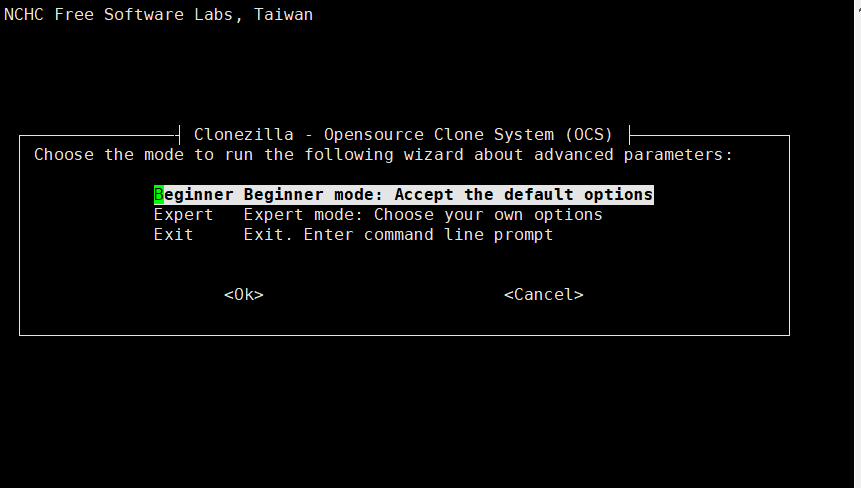 NCHC Free Software Labs, Taiwan
Clonezilla - Opensource Clone System (OCS)
Choose the mode to run the following wizard about advanced parameters:
Beginner Beginner mode: Accept the default options
Expert Expert mode: Choose your own options
Exit Exit. Enter command line prompt
<Ok> <Cancel>